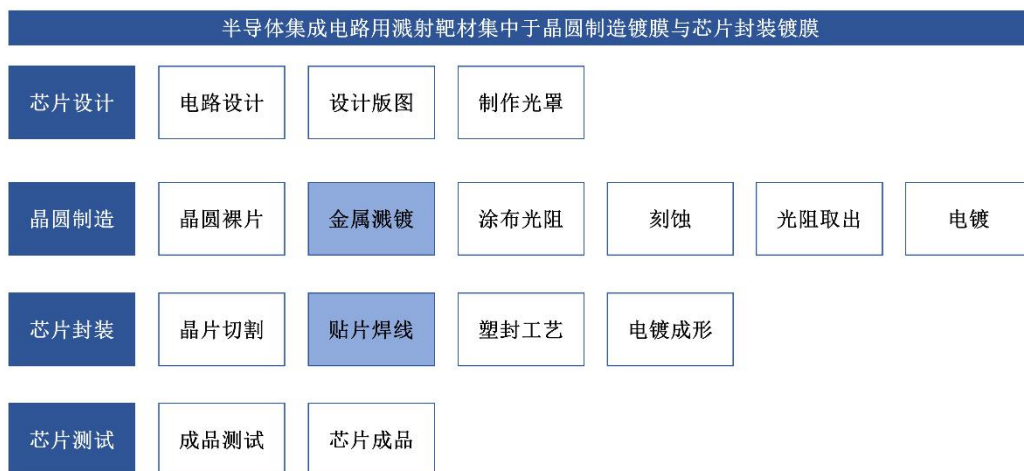 半导体集成电路用溅射靶材集中于晶圆制造镀膜与芯片封装镀膜
芯片设计 电路设计 设计版图 制作光罩
晶圆制造 晶圆裸片 金属溅镀 涂布光阻 刻蚀 光阻取出 电镀
芯片封装 晶片切割 贴片焊线 塑封工艺 电镀成形
芯片测试 成品测试 芯片成品